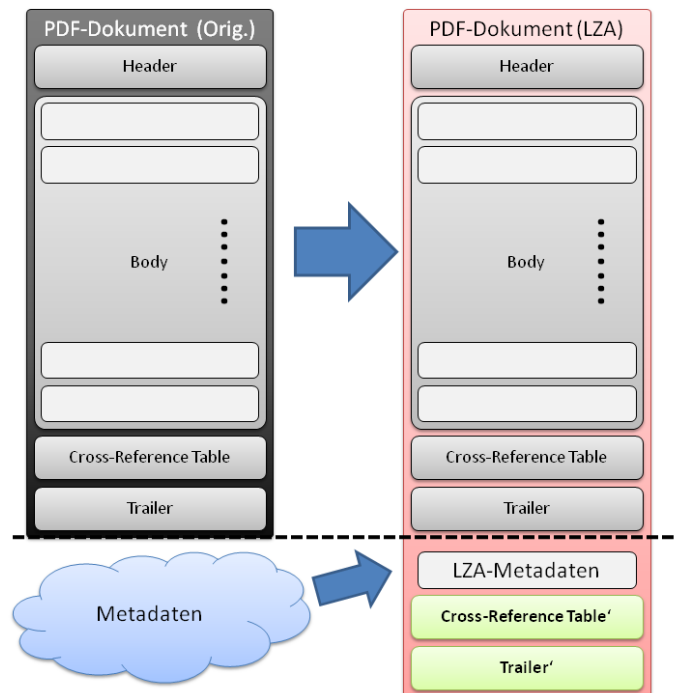 PDF-Dokument (Orig.)
Header
Body
Cross-Reference Table
Trailer
Metadaten
PDF-Dokument (LZA)
Header
Body
Cross-Reference Table
Trailer
LZA-Metadaten
Cross-Reference Table‘
Trailer‘